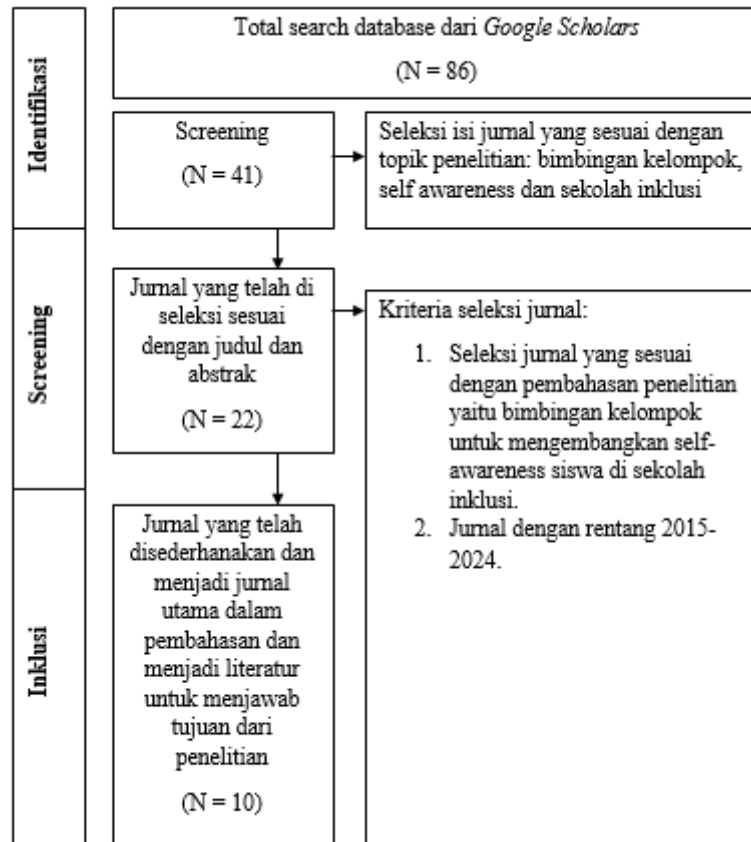 Identifikasi
Total search database dari Google Scholars
(N = 86)
Screening
(N = 41)
Seleksi isi jurnal yang sesuai dengan
topik penelitian: bimbingan kelompok,
self awareness dan sekolah inklusi
Screening
Jurnal yang telah di
seleksi sesuai
dengan judul dan
abstrak
(N = 22)
Kriteria seleksi jurnal:
1. Seleksi jurnal yang sesuai
dengan pembahasan penelitian
yaitu bimbingan kelompok
untuk mengembangkan self-
awareness siswa di sekolah
inklusi.
2. Jurnal dengan rentang 2015-
2024.
Inklusi
Jurnal yang telah
disederhanakan dan
menjadi jurnal
utama dalam
pembahasan dan
menjadi literatur
untuk menjawab
tujuan dari
penelitian
(N = 10)